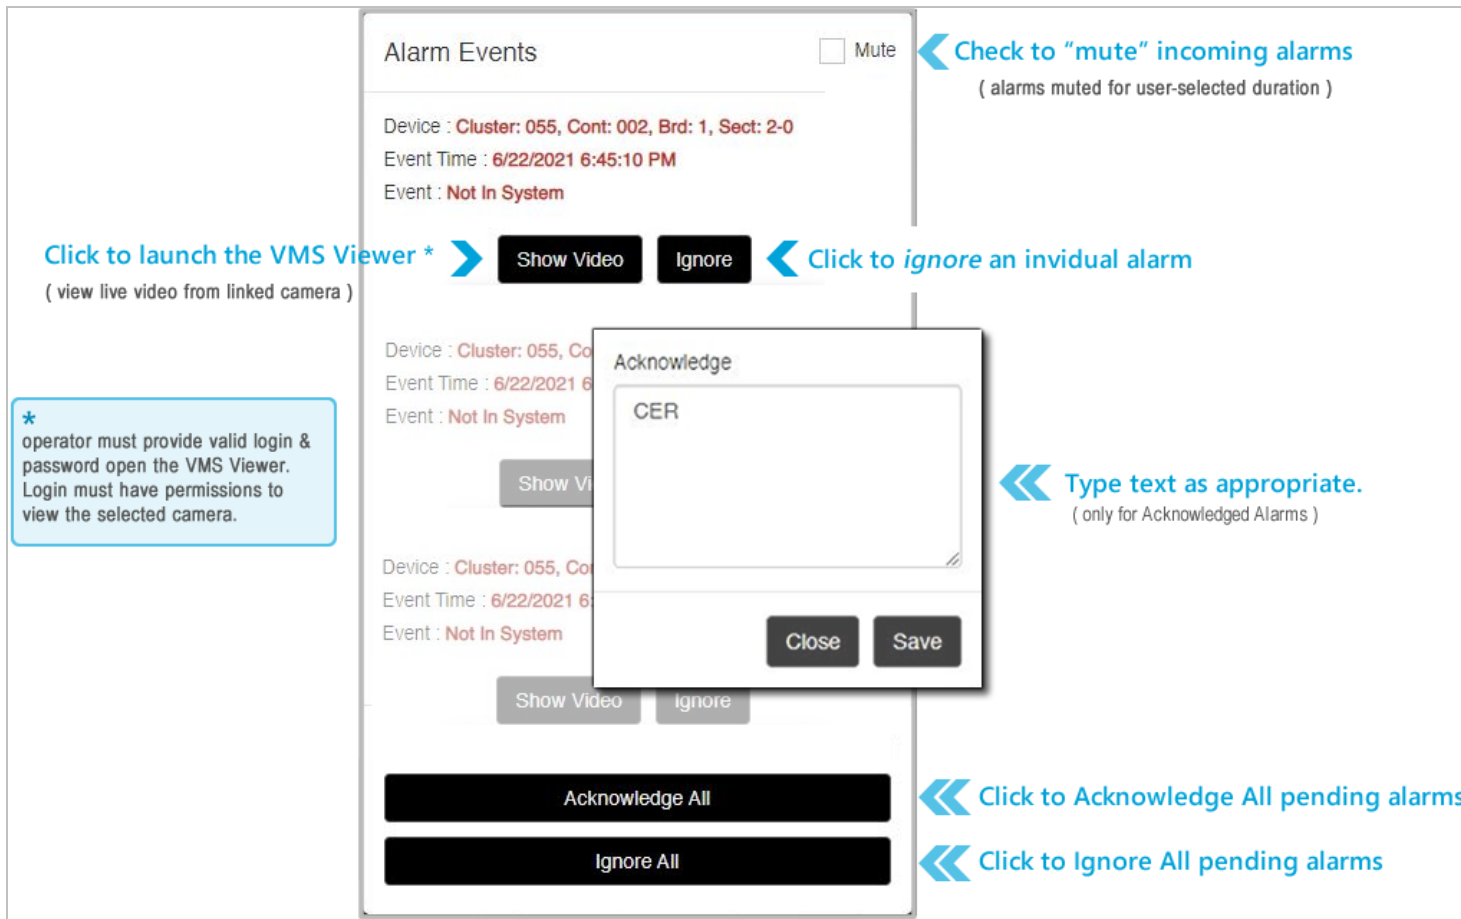 Alarm Events
Mute
Check to “mute” incoming alarms
( alarms muted for user-selected duration )
Device : Cluster: 055, Cont: 002, Brd: 1, Sect: 2-0
Event Time : 6/22/2021 6:45:10 PM
Event : Not In System
Click to launch the VMS Viewer *
( view live video from linked camera )
Show Video
Ignore
Click to ignore an invidual alarm
Device : Cluster: 055, Co
Event Time : 6/22/2021 6
Event : Not In System
Show Vi
Acknowledge
CER
Close
Save
*
operator must provide valid login &
password open the VMS Viewer.
Login must have permissions to
view the selected camera.
Type text as appropriate.
( only for Acknowledged Alarms )
Device : Cluster: 055, Co
Event Time : 6/22/2021 6:
Event : Not In System
Show Video
Ignore
Acknowledge All
Click to Acknowledge All pending alarms
Ignore All
Click to Ignore All pending alarms